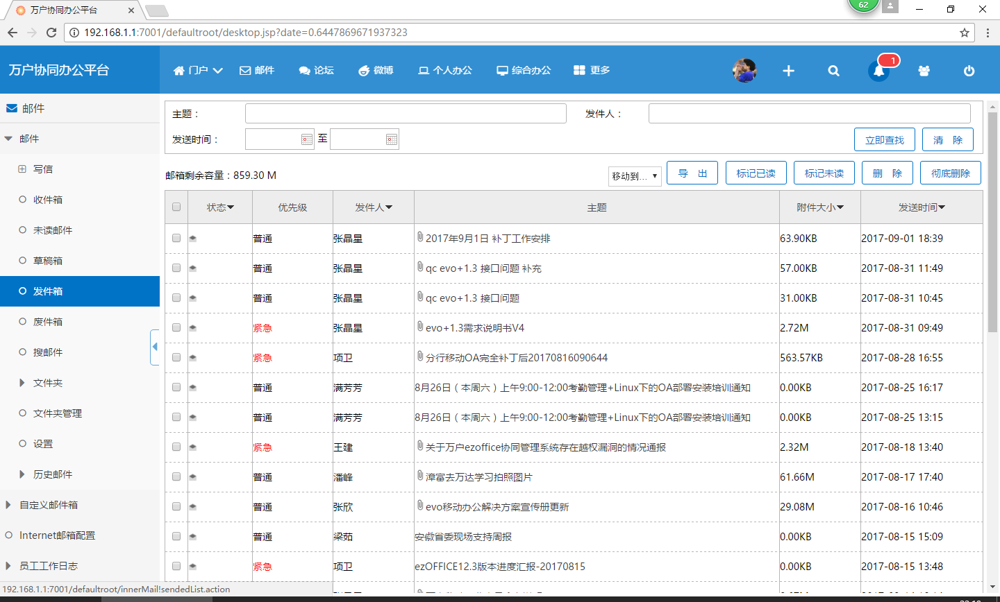 万户协同办公平台
62
192.168.1.1:7001/defaultroot/desktop.jsp?date=0.6447869671937323
万户协同办公平台 门户 邮件 论坛 微博 个人办公 综合办公 更多 1
邮件
邮件
写信
收件箱
未读邮件
草稿箱
发件箱
废件箱
搜邮件
文件夹
文件夹管理
设置
历史邮件
自定义邮件箱
Internet邮箱配置
员工工作日志
192.168.1.1:7001/defaultroot/innerMail!sendedList.action
主题： 发件人：
发送时间： 至 立即查找 清 除
邮箱剩余容量：859.30 M 移动到... 导 出 标记已读 标记未读 删 除 彻底删除
状态 优先级 发件人 主题 附件大小 发送时间
普通 张晶星 2017年9月1日 补丁工作安排 63.90KB 2017-09-01 18:39
普通 张晶星 qc evo+1.3 接口问题 补充 57.00KB 2017-08-31 11:49
普通 张晶星 qc evo+1.3 接口问题 31.00KB 2017-08-31 10:45
紧急 张晶星 evo+1.3需求说明书V4 2.72M 2017-08-31 09:49
紧急 项卫 分行移动OA完全补丁后20170816090644 563.57KB 2017-08-28 16:55
普通 满芳芳 8月26日（本周六）上午9:00-12:00考勤管理+Linux下的OA部署安装培训通知 0.00KB 2017-08-25 16:17
普通 满芳芳 8月26日（本周六）上午9:00-12:00考勤管理+Linux下的OA部署安装培训通知 0.00KB 2017-08-25 13:15
紧急 王建 关于万户ezoffice协同管理系统存在越权漏洞的情况通报 2.32M 2017-08-18 13:40
普通 潘峰 漳富去万达学习拍照图片 61.66M 2017-08-17 17:40
普通 张欣 evo移动办公解决方案宣传册更新 29.08M 2017-08-16 10:46
普通 梁茹 安徽省委现场支持周报 0.00KB 2017-08-15 15:09
紧急 项卫 ezOFFICE12.3版本进度汇报-20170815 0.00KB 2017-08-15 13:48